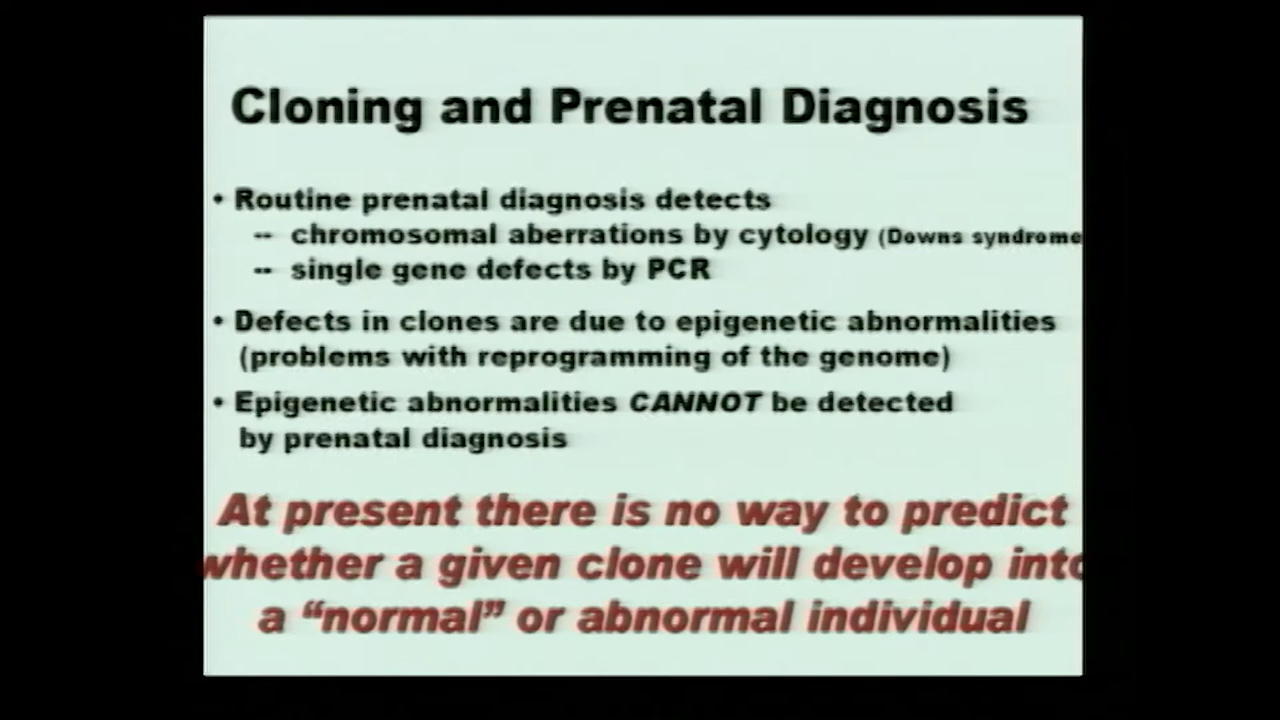 Cloning and Prenatal Diagnosis
• Routine prenatal diagnosis detects
-- chromosomal aberrations by cytology (Downs syndrome
-- single gene defects by PCR
• Defects in clones are due to epigenetic abnormalities
(problems with reprogramming of the genome)
• Epigenetic abnormalities CANNOT be detected
by prenatal diagnosis
At present there is no way to predict
whether a given clone will develop into
a “normal” or abnormal individual